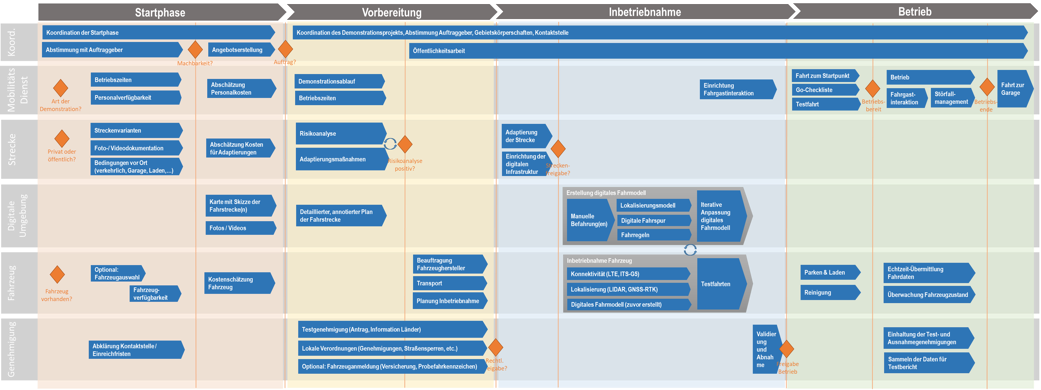 Startphase
Vorbereitung
Inbetriebnahme
Betrieb
Koord.
Koordination der Startphase
Koordination des Demonstrationsprojekts, Abstimmung Auftraggeber, Gebietskörperschaften, Kontaktstelle
Abstimmung mit Auftraggeber
Machbarkeit?
Angebotserstellung
Auftrag?
Öffentlichkeitsarbeit
Mobilitäts
Dienst
Art der
Demonstration?
Betriebszeiten
Personalverfügbarkeit
Abschätzung
Personalkosten
Demonstrationsablauf
Betriebszeiten
Einrichtung
Fahrgastinteraktion
Fahrt zum Startpunkt
Go-Checkliste
Testfahrt
Betriebs
bereit
Betrieb
Fahrgast-
interaktion
Störfall-
management
Betriebs
ende
Fahrt zur
Garage
Strecke
Privat oder
öffentlich?
Streckenvarianten
Foto-/ Videodokumentation
Bedingungen vor Ort
(verkehrlich, Garage, Laden,...)
Abschätzung Kosten
für Adaptierungen
Risikoanalyse
Adaptierungsmaßnahmen
Risikoanalyse
positiv?
Adaptierung
der Strecke
Einrichtung der
digitalen
Infrastruktur
Digitale
Umgebung
Karte mit Skizze der
Fahrstrecke(n)
Fotos / Videos
Detaillierter, annotierter Plan
der Fahrstrecke
Erstellung digitales Fahrmodell
Manuelle
Befahrung(en)
Lokalisierungsmodell
Digitale Fahrspur
Fahrregeln
Iterative
Anpassung
digitales
Fahrmodell
Fahrzeug
Fahrzeug
vorhanden?
Optional:
Fahrzeugauswahl
Fahrzeug-
verfügbarkeit
Kostenschätzung
Fahrzeug
Beauftragung
Fahrzeughersteller
Transport
Planung Inbetriebnahme
Inbetriebnahme Fahrzeug
Konnektivität (LTE, ITS-G5)
Lokalisierung (LIDAR, GNSS-RTK)
Digitales Fahrmodell (zuvor erstellt)
Testfahrten
Parken & Laden
Reinigung
Echtzeit-Übermittlung
Fahrdaten
Überwachung Fahrzeugzustand
Genehmigung
Abklärung Kontaktstelle /
Einreichfristen
Testgenehmigung (Antrag, Information Länder)
Lokale Verordnungen (Genehmigungen, Straßensperren, etc.)
Optional: Fahrzeuganmeldung (Versicherung, Probefahrkennzeichen)
Validier
ung
und
Abnah
me
Einhaltung der Test- und
Ausnahmegenehmigungen
Sammeln der Daten für
Testbericht